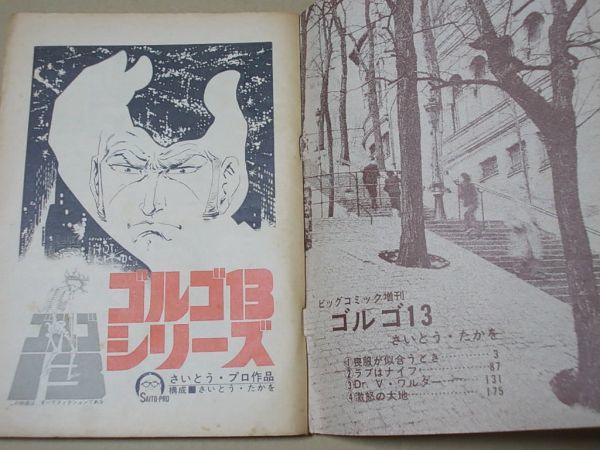 ゴルゴ13
シリーズ
ゴルゴ
13
さいとう・プロ作品
構成■さいとう・たかを
SAITO-PRO
ビッグコミック増刊
ゴルゴ13
さいとう・たかを
①喪服が似合うとき 3
②ラブはナイフ 87
③Dr.V・ワルダー 131
④激怒の大地 175